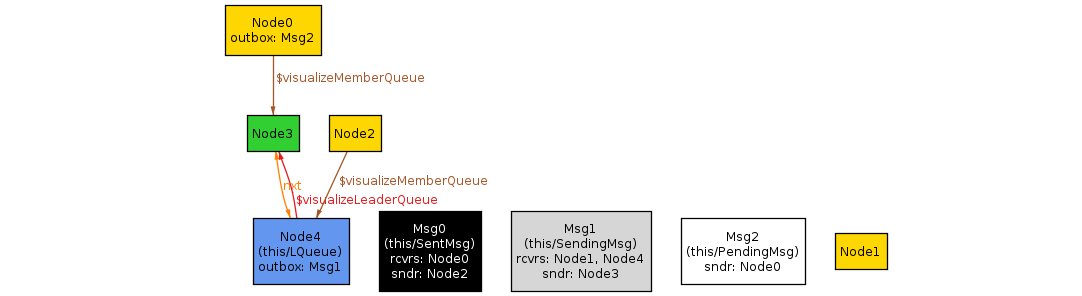 Node0
outbox: Msg2
$visualizeMemberQueue
Node3
Node2
$visualizeMemberQueue
nxt
$visualizeLeaderQueue
Node4
(this/LQueue)
outbox: Msg1
Msg0
(this/SentMsg)
rcvrs: Node0
sndr: Node2
Msg1
(this/SendingMsg)
rcvrs: Node1, Node4
sndr: Node3
Msg2
(this/PendingMsg)
sndr: Node0
Node1